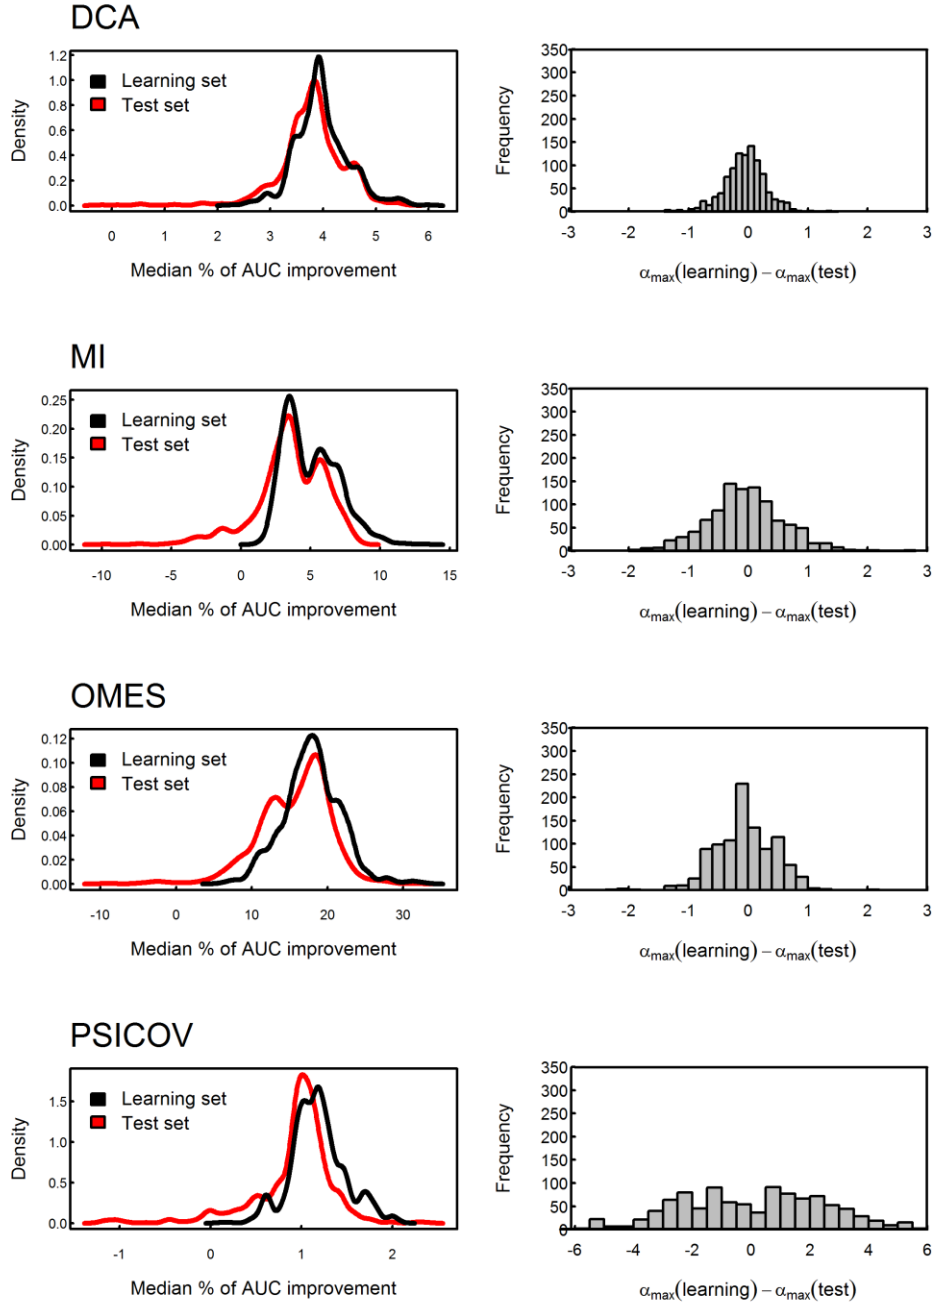 DCA
Density
1.2
1.0
0.8
0.6
0.4
0.2
0.0
Learning set
Test set
0 1 2 3 4 5 6
Median % of AUC improvement
Frequency
350
300
250
200
150
100
50
0
-3 -2 -1 0 1 2 3
αmax(learning) – αmax(test)
MI
Density
0.25
0.20
0.15
0.10
0.05
0.00
Learning set
Test set
-10 -5 0 5 10 15
Median % of AUC improvement
Frequency
350
300
250
200
150
100
50
0
-3 -2 -1 0 1 2 3
αmax(learning) – αmax(test)
OMES
Density
0.12
0.10
0.08
0.06
0.04
0.02
0.00
Learning set
Test set
-10 0 10 20 30
Median % of AUC improvement
Frequency
350
300
250
200
150
100
50
0
-3 -2 -1 0 1 2 3
αmax(learning) – αmax(test)
PSICOV
Density
1.5
1.0
0.5
0.0
Learning set
Test set
-1 0 1 2
Median % of AUC improvement
Frequency
350
300
250
200
150
100
50
0
-6 -4 -2 0 2 4 6
αmax(learning) – αmax(test)